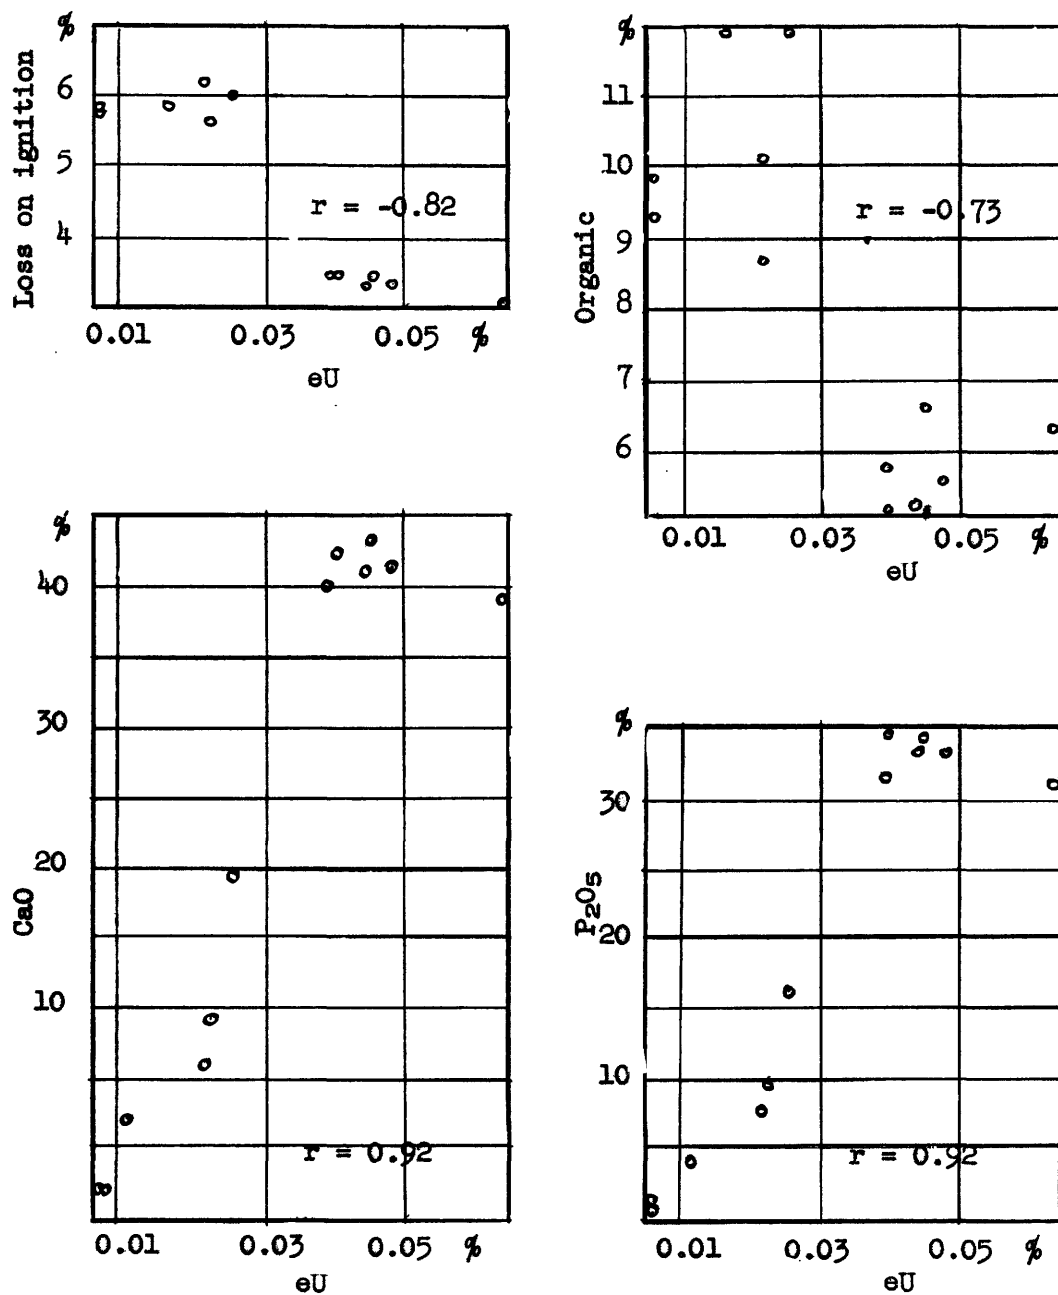 %
Loss on ignition
6
5
4
r = -0.82
0.01 0.03 0.05 %
eU
%
Organic
11
10
9
8
7
6
r = -0.73
0.01 0.03 0.05 %
eU
%
CaO
40
30
20
10
r = 0.92
0.01 0.03 0.05 %
eU
%
P₂O₅
30
20
10
r = 0.92
0.01 0.03 0.05 %
eU